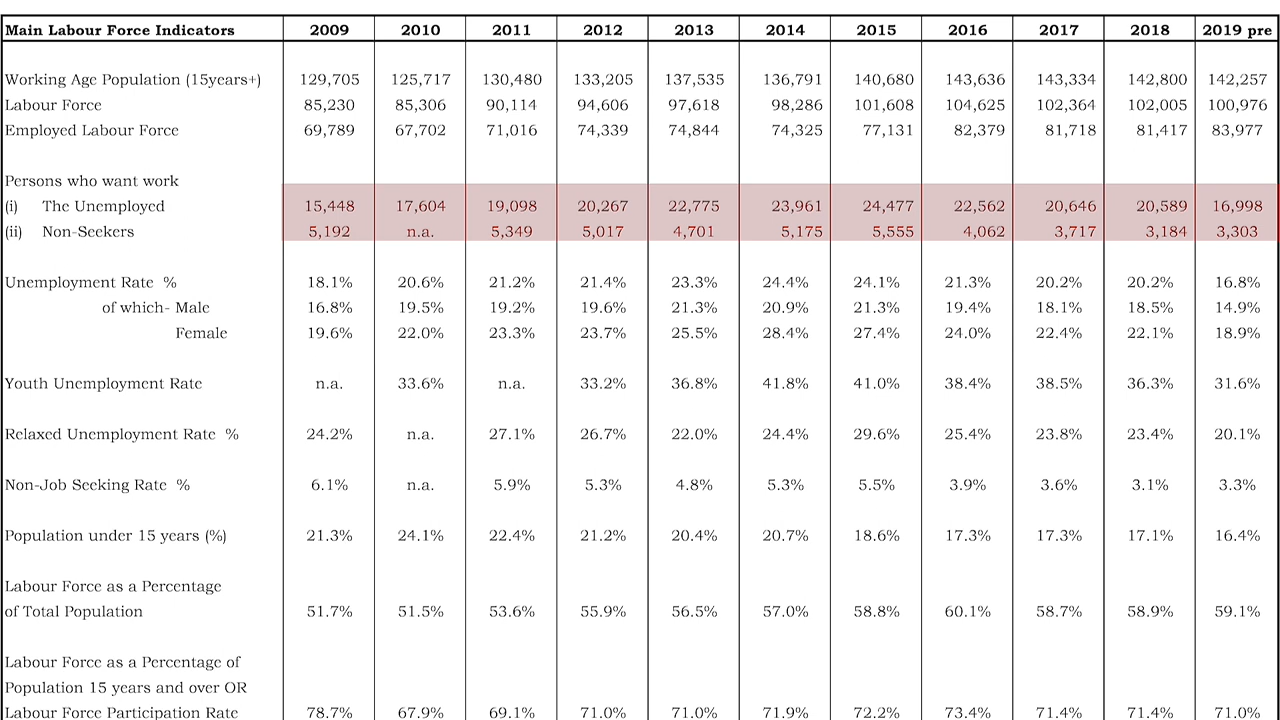 Main Labour Force Indicators 2009 2010 2011 2012 2013 2014 2015 2016 2017 2018 2019 pre
Working Age Population (15years+) 129,705 125,717 130,480 133,205 137,535 136,791 140,680 143,636 143,334 142,800 142,257
Labour Force 85,230 85,306 90,114 94,606 97,618 98,286 101,608 104,625 102,364 102,005 100,976
Employed Labour Force 69,789 67,702 71,016 74,339 74,844 74,325 77,131 82,379 81,718 81,417 83,977
Persons who want work
(i) The Unemployed 15,448 17,604 19,098 20,267 22,775 23,961 24,477 22,562 20,646 20,589 16,998
(ii) Non-Seekers 5,192 n.a. 5,349 5,017 4,701 5,175 5,555 4,062 3,717 3,184 3,303
Unemployment Rate % 18.1% 20.6% 21.2% 21.4% 23.3% 24.4% 24.1% 21.3% 20.2% 20.2% 16.8%
of which- Male 16.8% 19.5% 19.2% 19.6% 21.3% 20.9% 21.3% 19.4% 18.1% 18.5% 14.9%
Female 19.6% 22.0% 23.3% 23.7% 25.5% 28.4% 27.4% 24.0% 22.4% 22.1% 18.9%
Youth Unemployment Rate n.a. 33.6% n.a. 33.2% 36.8% 41.8% 41.0% 38.4% 38.5% 36.3% 31.6%
Relaxed Unemployment Rate % 24.2% n.a. 27.1% 26.7% 22.0% 24.4% 29.6% 25.4% 23.8% 23.4% 20.1%
Non-Job Seeking Rate % 6.1% n.a. 5.9% 5.3% 4.8% 5.3% 5.5% 3.9% 3.6% 3.1% 3.3%
Population under 15 years (%) 21.3% 24.1% 22.4% 21.2% 20.4% 20.7% 18.6% 17.3% 17.3% 17.1% 16.4%
Labour Force as a Percentage
of Total Population 51.7% 51.5% 53.6% 55.9% 56.5% 57.0% 58.8% 60.1% 58.7% 58.9% 59.1%
Labour Force as a Percentage of
Population 15 years and over OR
Labour Force Participation Rate 78.7% 67.9% 69.1% 71.0% 71.0% 71.9% 72.2% 73.4% 71.4% 71.4% 71.0%